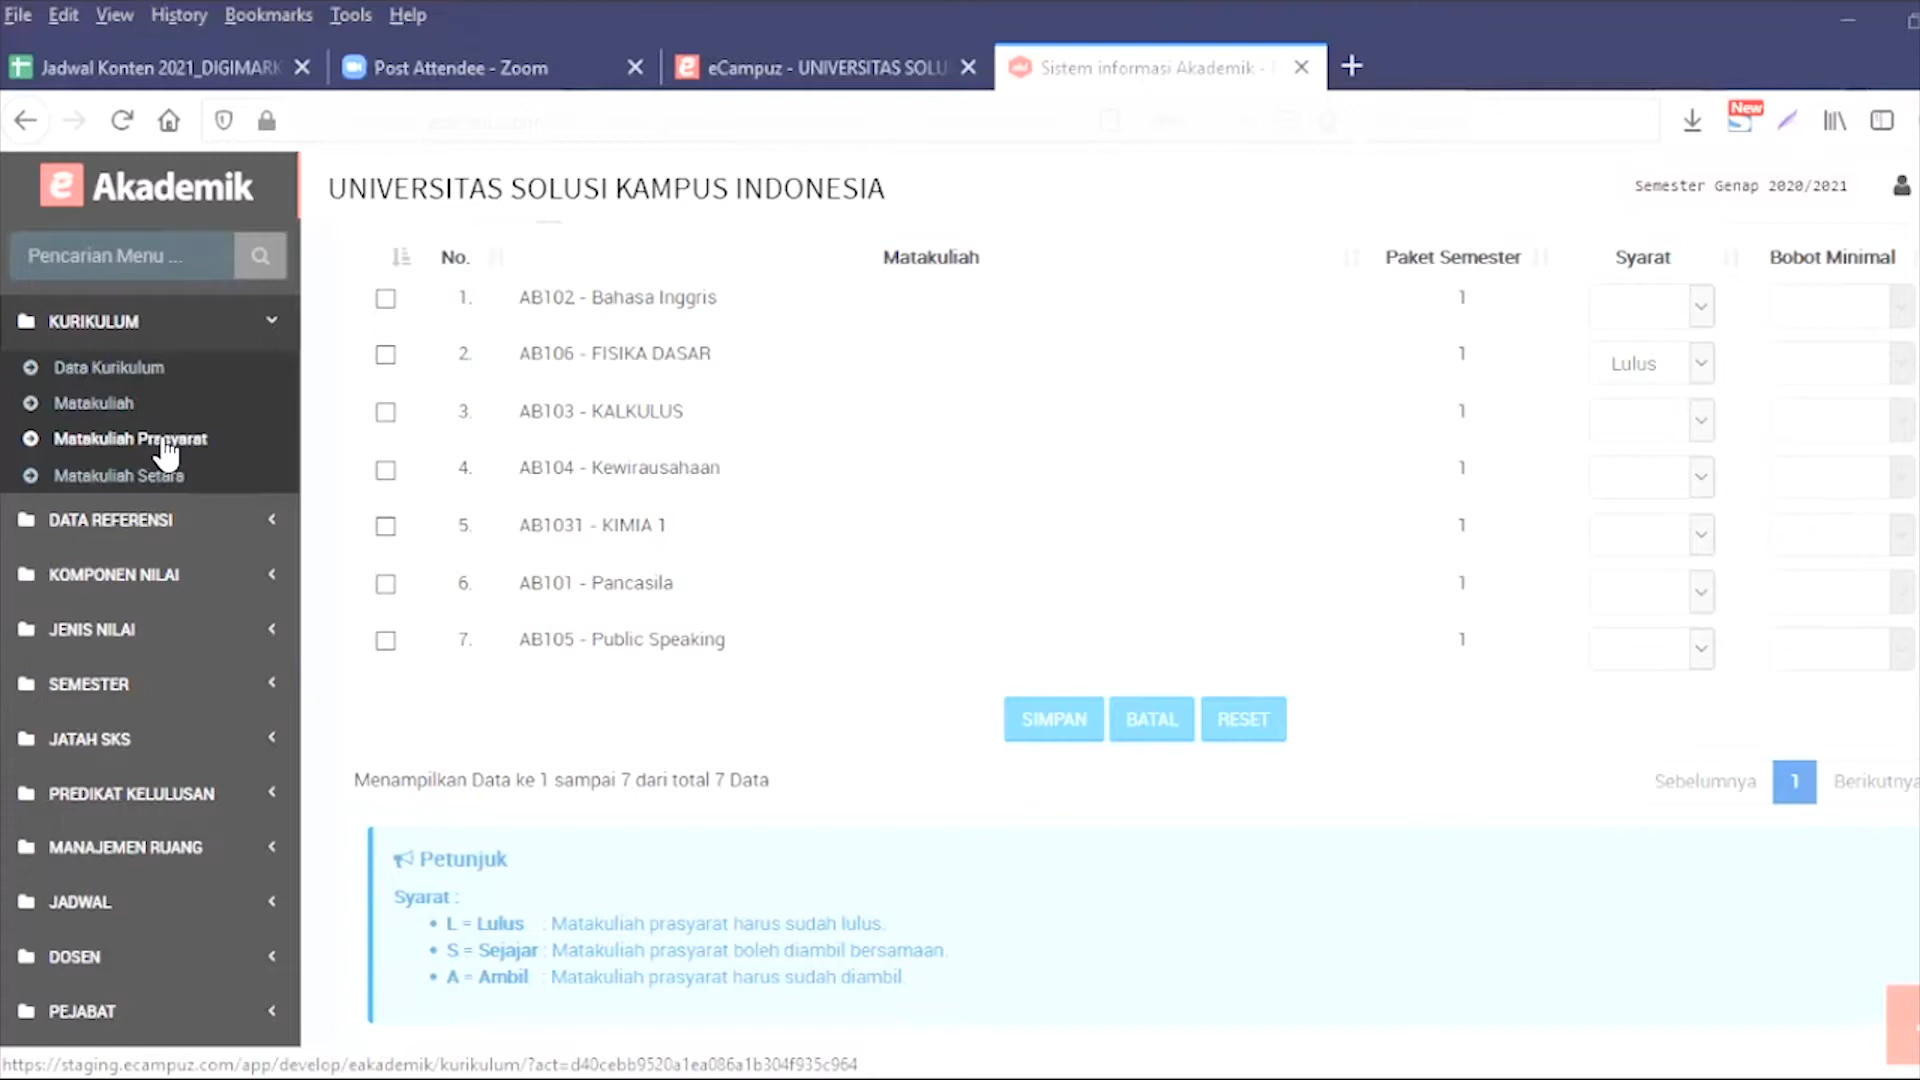 File Edit View History Bookmarks Tools Help
Jadwal Konten 2021_DIGIMARK
Post Attendee - Zoom
eCampuz - UNIVERSITAS SOLU
Sistem informasi Akademik -
New
e Akademik
UNIVERSITAS SOLUSI KAMPUS INDONESIA
Semester Genap 2020/2021
Pencarian Menu ...
KURIKULUM
Data Kurikulum
Matakuliah
Matakuliah Prasyarat
Matakuliah Setara
DATA REFERENSI
KOMPONEN NILAI
JENIS NILAI
SEMESTER
JATAH SKS
PREDIKAT KELULUSAN
MANAJEMEN RUANG
JADWAL
DOSEN
PEJABAT
No. Matakuliah Paket Semester Syarat Bobot Minimal
1. AB102 - Bahasa Inggris 1
2. AB106 - FISIKA DASAR 1 Lulus
3. AB103 - KALKULUS 1
4. AB104 - Kewirausahaan 1
5. AB1031 - KIMIA 1 1
6. AB101 - Pancasila 1
7. AB105 - Public Speaking 1
SIMPAN BATAL RESET
Menampilkan Data ke 1 sampai 7 dari total 7 Data
Sebelumnya 1 Berikutnya
Petunjuk
Syarat :
• L = Lulus : Matakuliah prasyarat harus sudah lulus.
• S = Sejajar : Matakuliah prasyarat boleh diambil bersamaan.
• A = Ambil : Matakuliah prasyarat harus sudah diambil.
https://staging.ecampuz.com/app/develop/eakademik/kurikulum/?act=d40cebb9520a1ea086a1b304f935c964